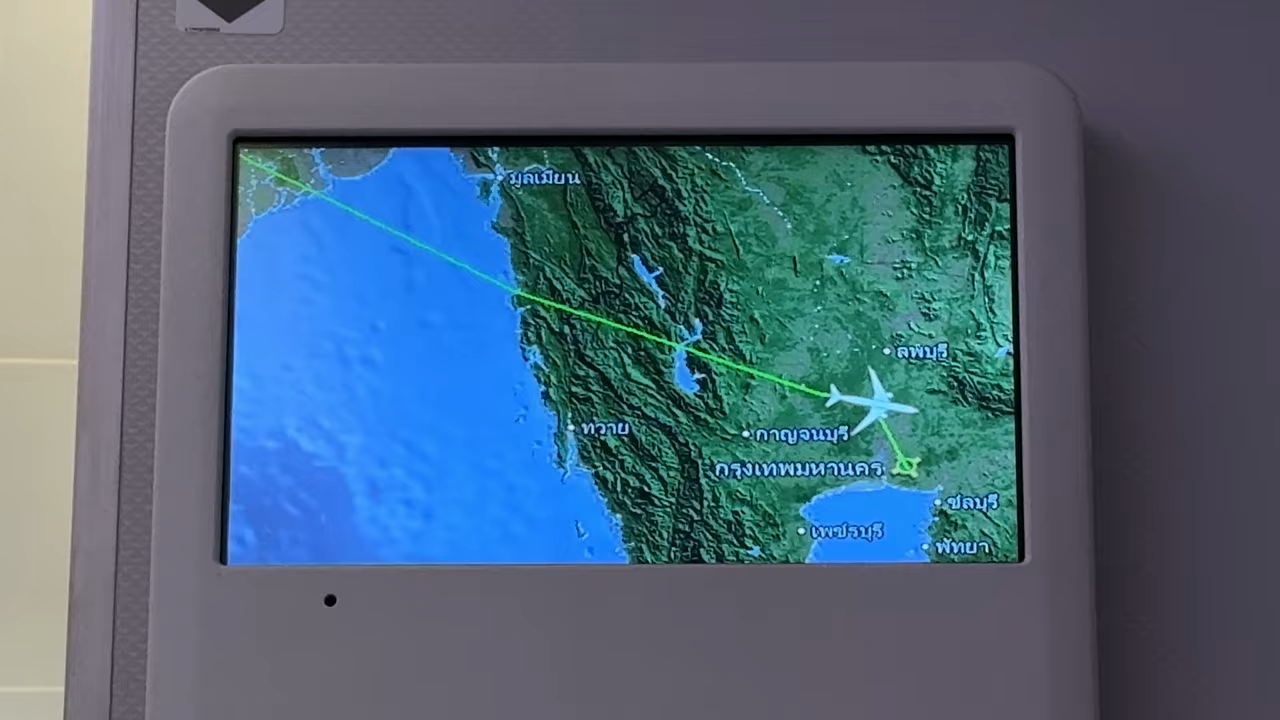 มูลเมียน
ลพบุรี
ทวาย
กาญจนบุรี
กรุงเทพมหานคร
ชลบุรี
เพชรบุรี
พัทยา